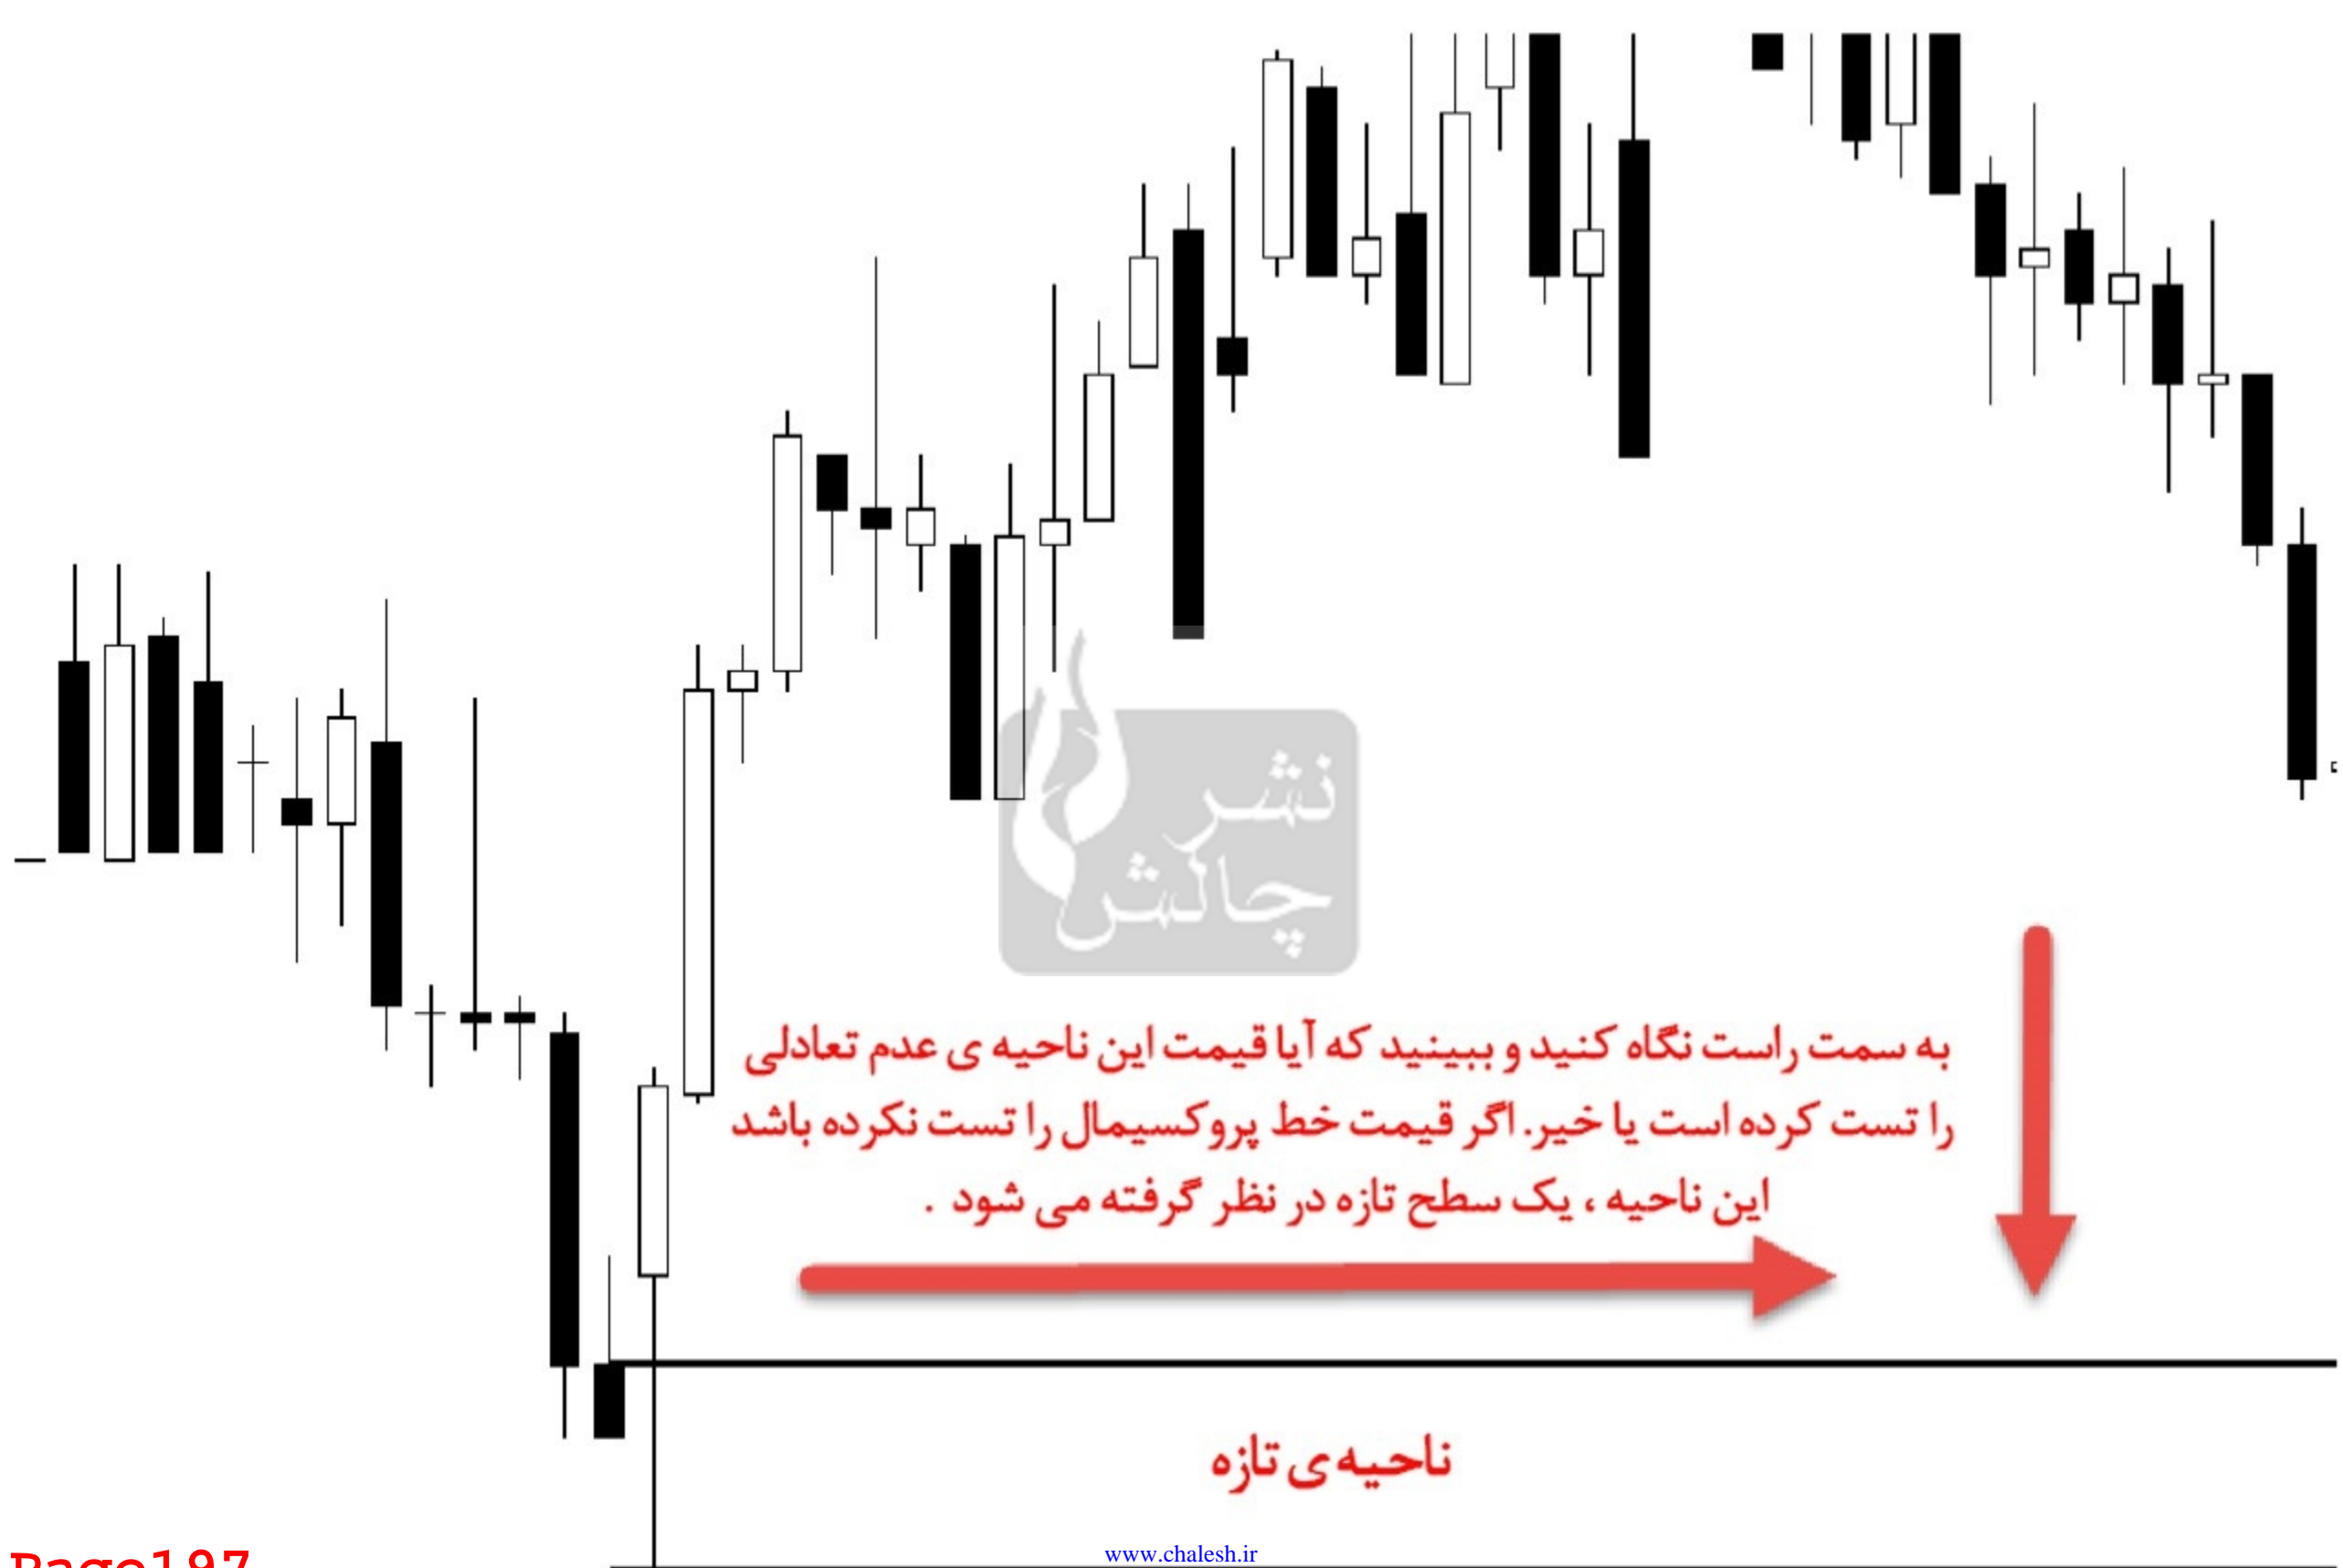 نشر
چالش
به سمت راست نگاه کنید و ببینید که آیا قیمت این ناحیه ی عدم تعادلی
را تست کرده است یا خیر. اگر قیمت خط پروکسیمال را تست نکرده باشد
این ناحیه ، یک سطح تازه در نظر گرفته می شود .
ناحیه ی تازه
www.chalesh.ir
Page197